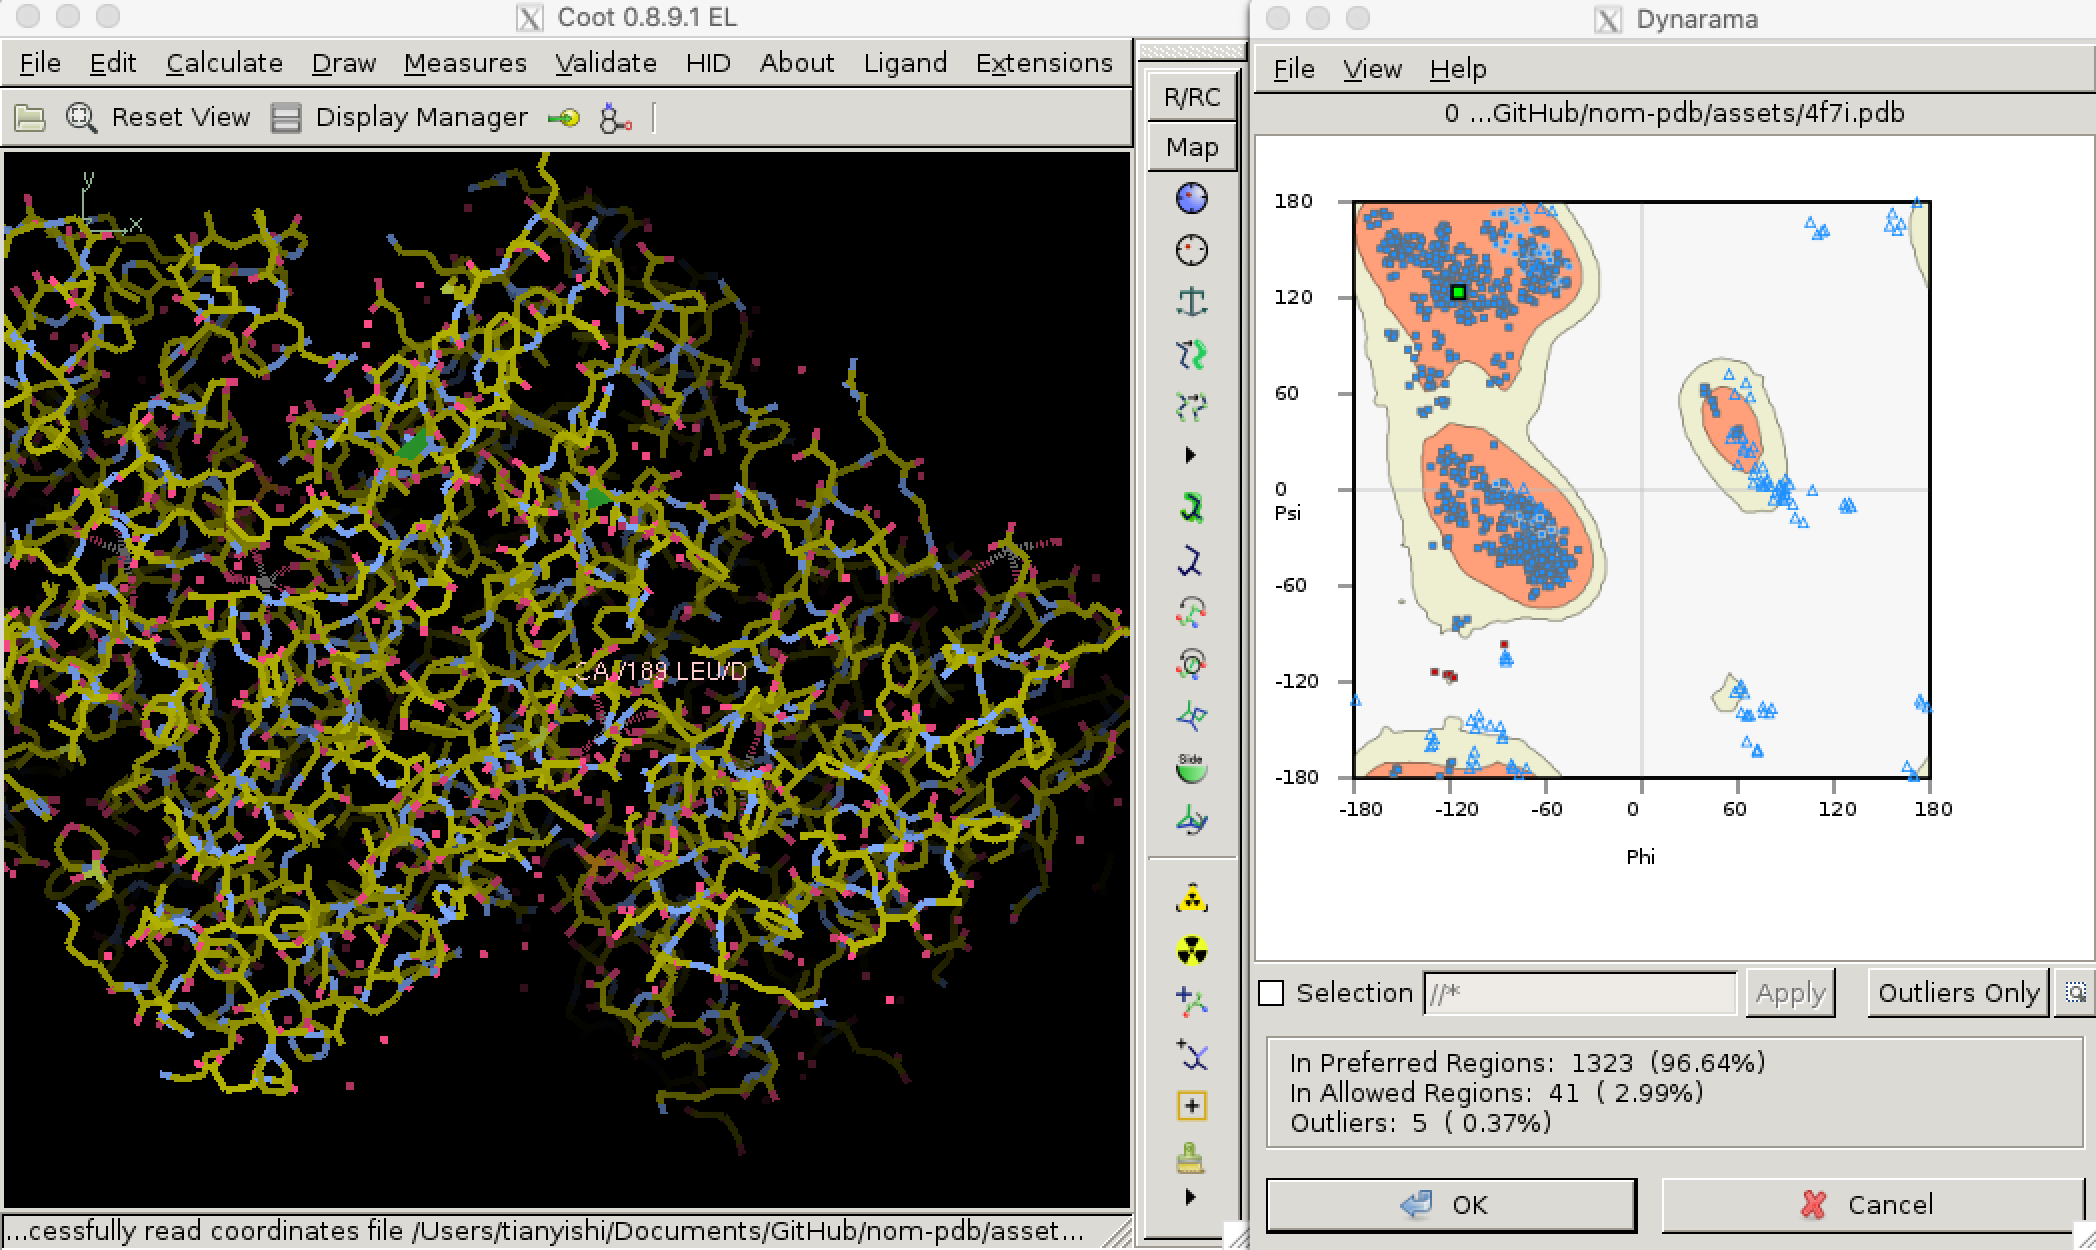 Coot 0.8.9.1 EL
File Edit Calculate Draw Measures Validate HID About Ligand Extensions
Reset View Display Manager
R/RC
Map
y
x
CA /189 LEU/D
Side
...cessfully read coordinates file /Users/tianyishi/Documents/GitHub/nom-pdb/asset...
Dynarama
File View Help
0 ...GitHub/nom-pdb/assets/4f7i.pdb
180
120
60
0
Psi
-60
-120
-180
-180 -120 -60 0 60 120 180
Phi
Selection //* Apply Outliers Only
In Preferred Regions: 1323 (96.64%)
In Allowed Regions: 41 ( 2.99%)
Outliers: 5 ( 0.37%)
OK Cancel